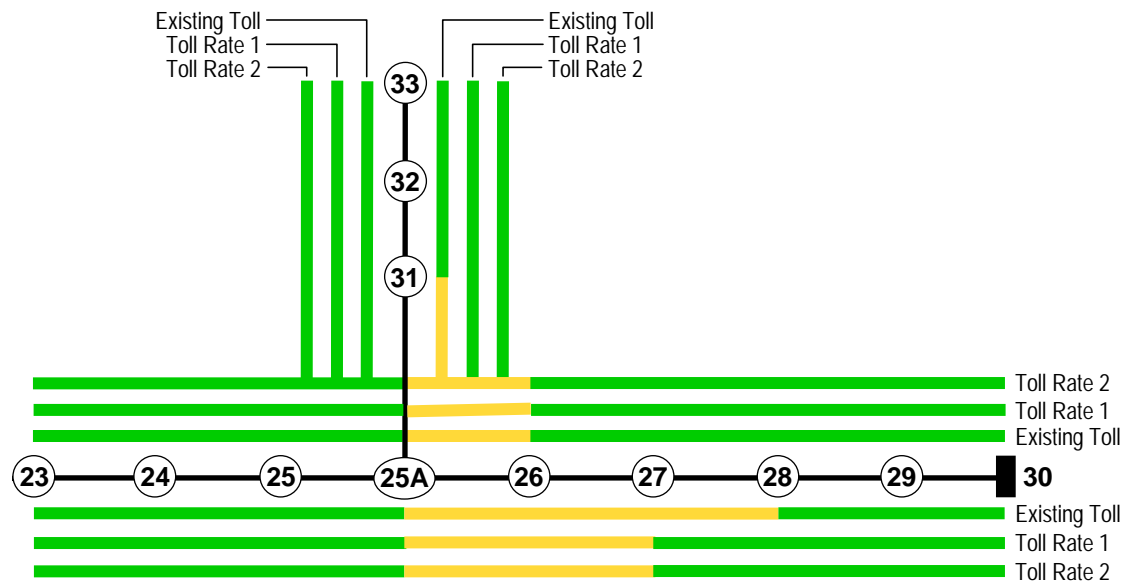 Existing Toll
Toll Rate 1
Toll Rate 2
Existing Toll
Toll Rate 1
Toll Rate 2
33
32
31
Toll Rate 2
Toll Rate 1
Existing Toll
23 24 25 25A 26 27 28 29 30
Existing Toll
Toll Rate 1
Toll Rate 2